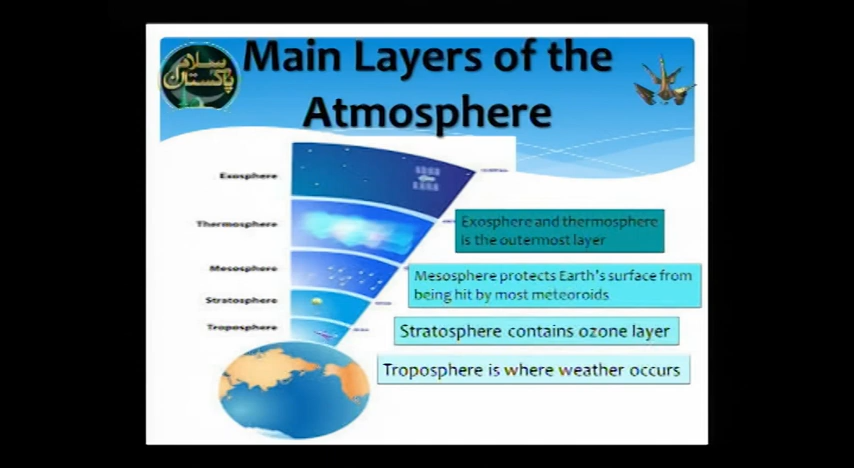 Main Layers of the
Atmosphere
سلام
پاکستان
Exosphere
Thermosphere
Mesosphere
Stratosphere
Troposphere
Exosphere and thermosphere
is the outermost layer
Mesosphere protects Earth's surface from
being hit by most meteoroids
Stratosphere contains ozone layer
Troposphere is where weather occurs